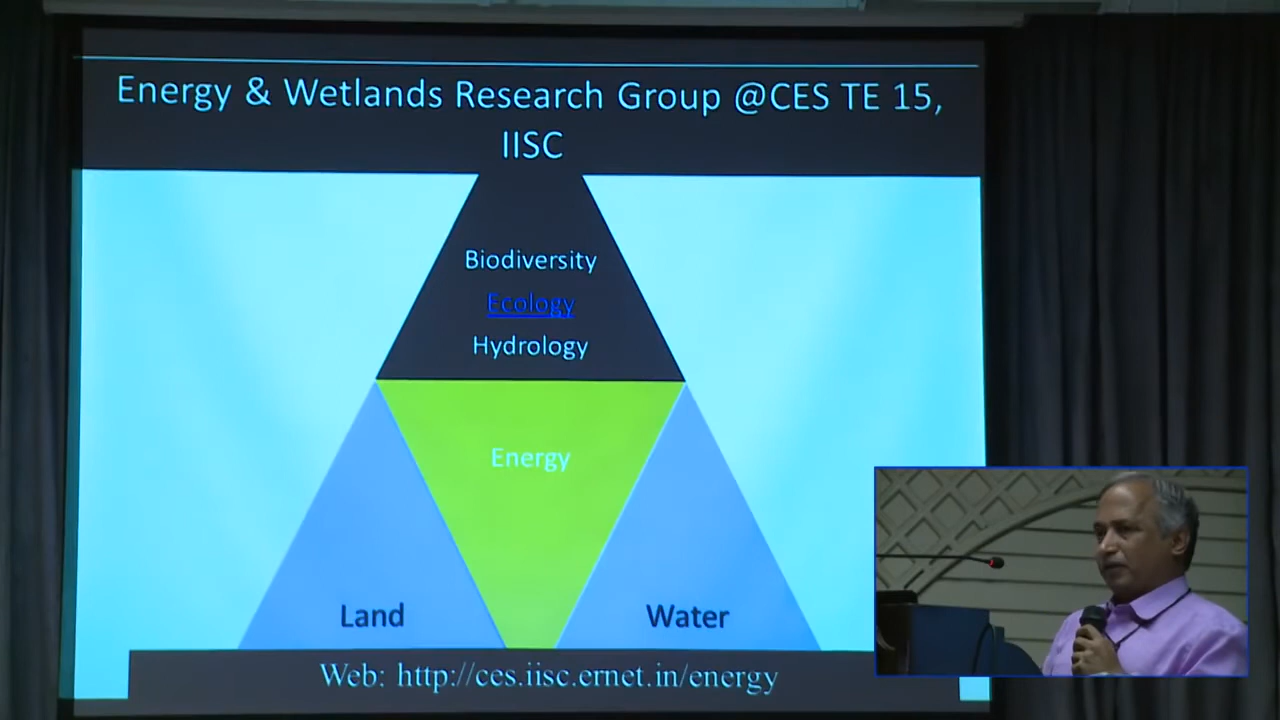 Energy & Wetlands Research Group @CES TE 15,
IISC
Biodiversity
Ecology
Hydrology
Energy
Land
Water
Web: http://ces.iisc.ernet.in/energy